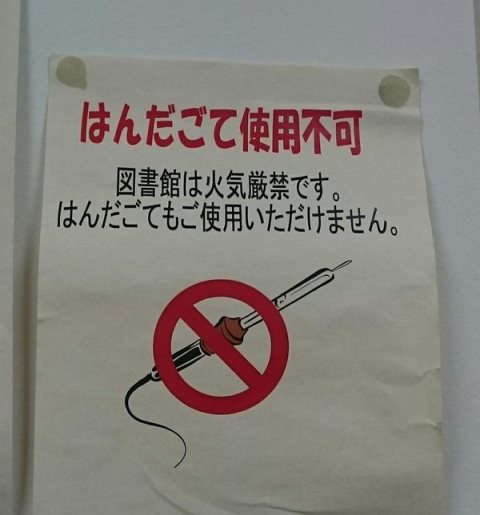 はんだごて使用不可
図書館は火気厳禁です。
はんだごてもご使用いただけません。